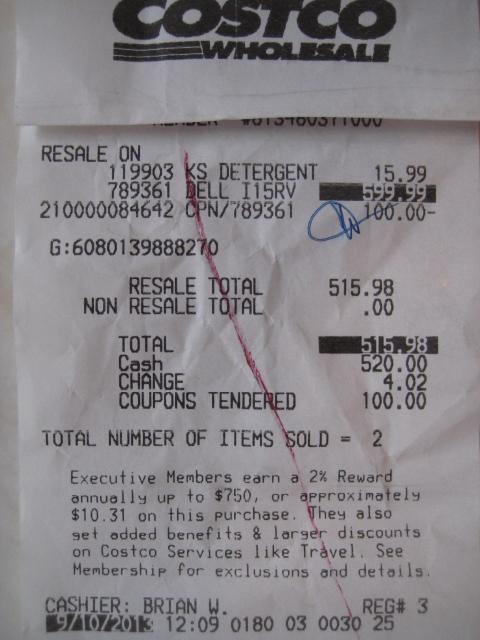 COSTCO
WHOLESALE
RESALE ON
119903 KS DETERGENT 15.99
789361 DELL I15RV 599.99
210000084642 CPN/789361 100.00-
G:6080139888270
RESALE TOTAL 515.98
NON RESALE TOTAL .00
TOTAL 515.98
Cash 520.00
CHANGE 4.02
COUPONS TENDERED 100.00
TOTAL NUMBER OF ITEMS SOLD = 2
Executive Members earn a 2% Reward
annually up to $750, or approximately
$10.31 on this purchase. They also
get added benefits & larger discounts
on Costco Services like Travel. See
Membership for exclusions and details.
CASHIER: BRIAN W. REG# 3
9/10/2013 12:09 0180 03 0030 25